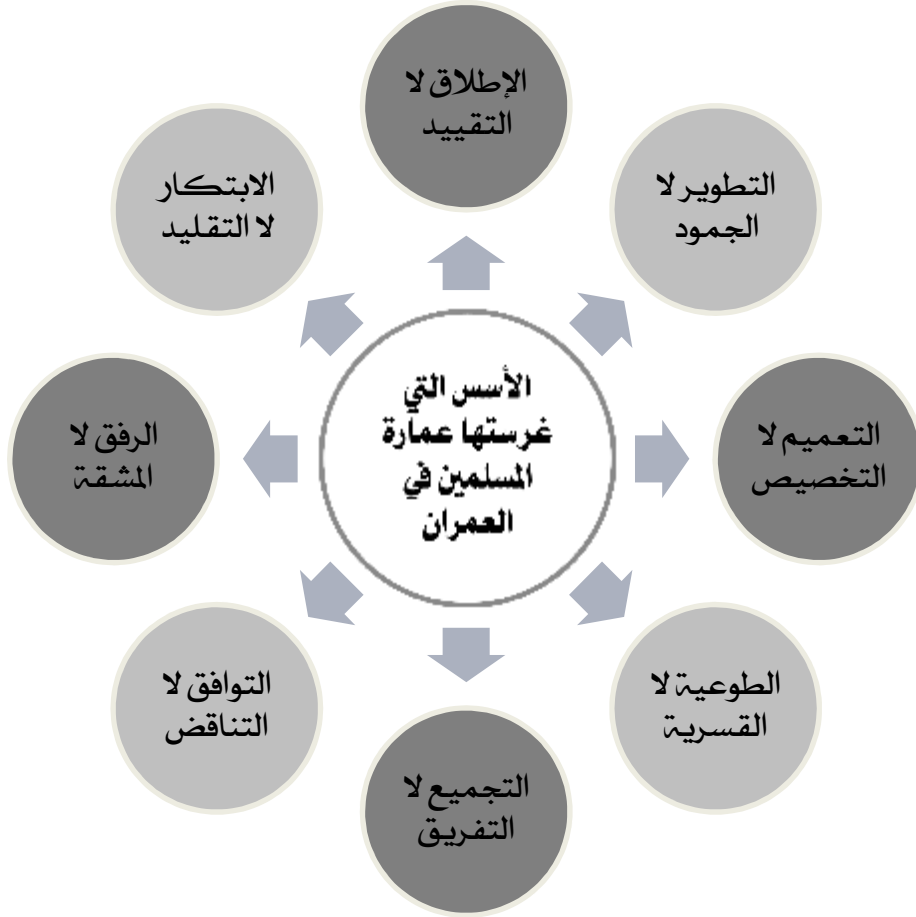 الأسس التي
غرستها عمارة
المسلمين في
العمران
الإطلاق لا
التقييد
التطوير لا
الجمود
التعميم لا
التخصيص
الطوعية لا
القسرية
التجميع لا
التفريق
التوافق لا
التناقض
الرفق لا
المشقة
الابتكار
لا التقليد